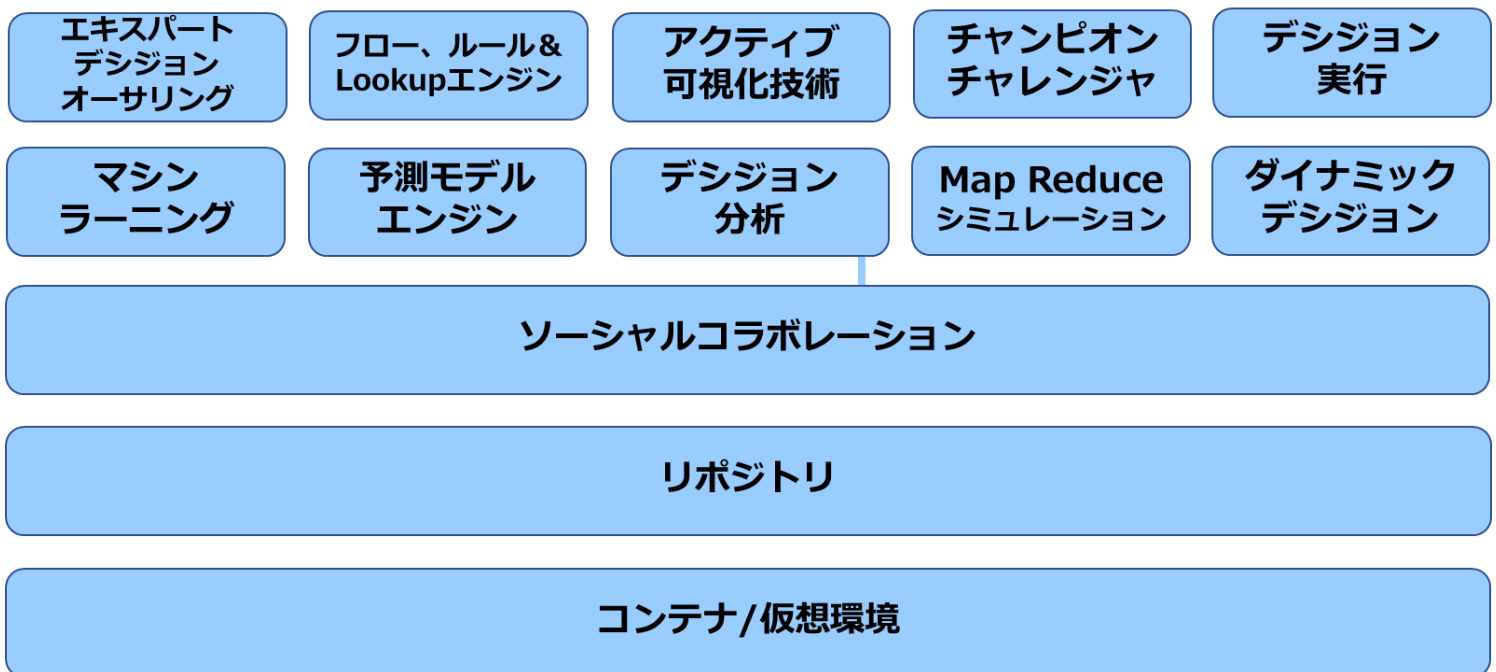 エキスパート
デシジョン
オーサリング
フロー、ルール＆
Lookupエンジン
アクティブ
可視化技術
チャンピオン
チャレンジャ
デシジョン
実行
マシン
ラーニング
予測モデル
エンジン
デシジョン
分析
Map Reduce
シミュレーション
ダイナミック
デシジョン
ソーシャルコラボレーション
リポジトリ
コンテナ/仮想環境